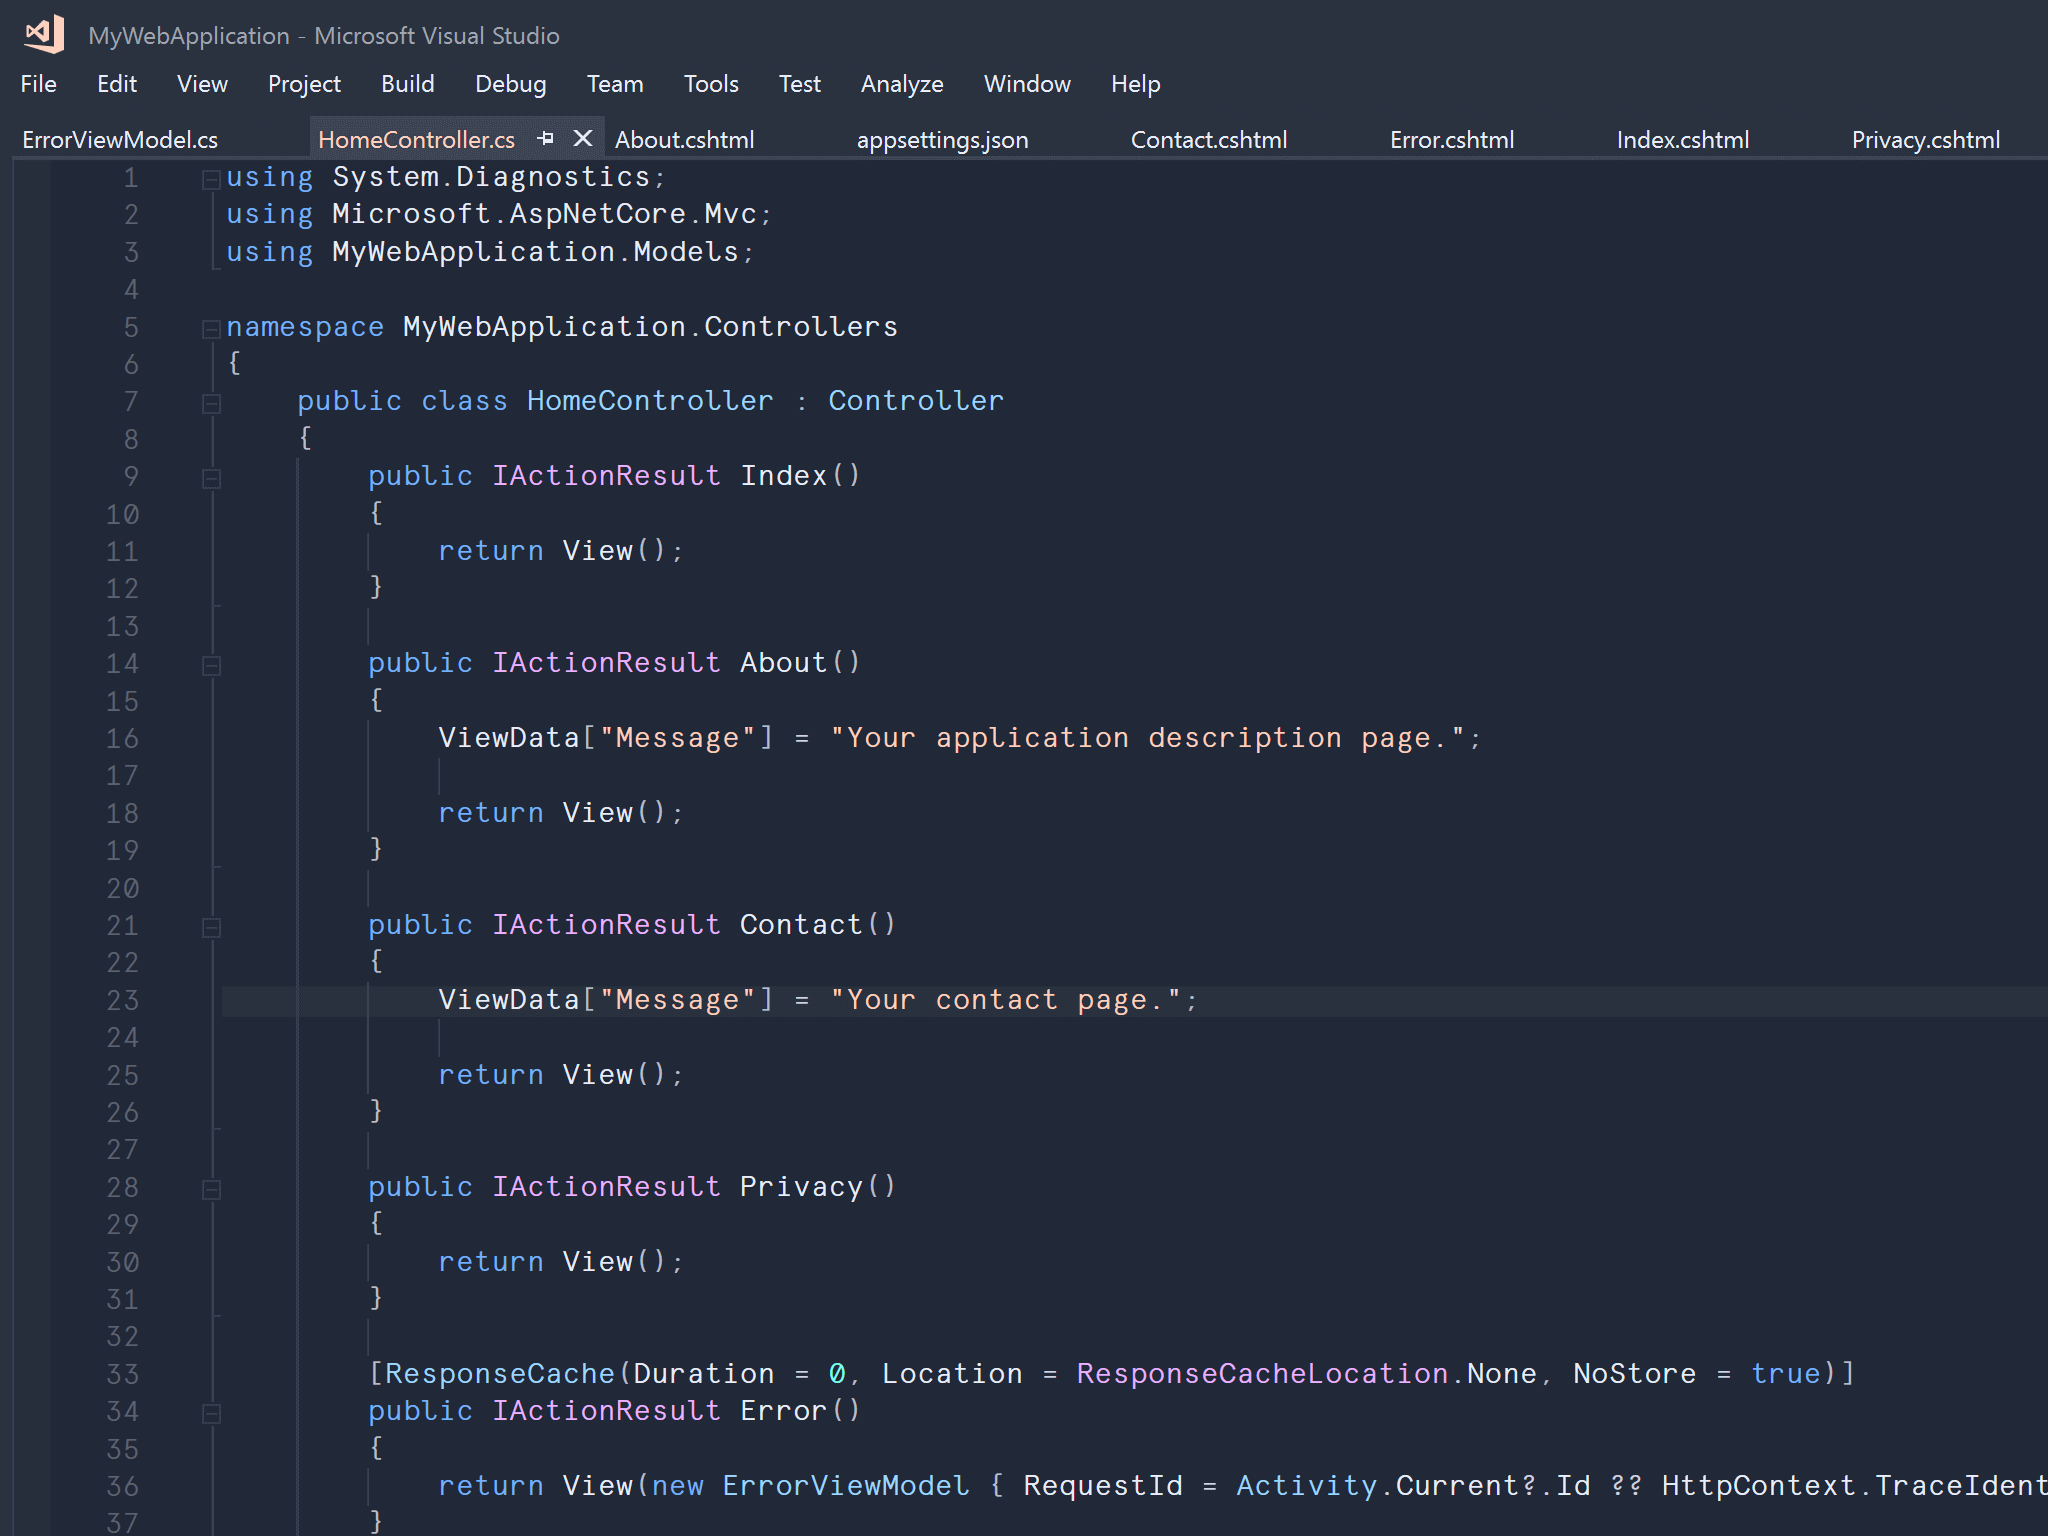 MyWebApplication - Microsoft Visual Studio
File Edit View Project Build Debug Team Tools Test Analyze Window Help
ErrorViewModel.cs HomeController.cs About.cshtml appsettings.json Contact.cshtml Error.cshtml Index.cshtml Privacy.cshtml
1 using System.Diagnostics;
2 using Microsoft.AspNetCore.Mvc;
3 using MyWebApplication.Models;
4
5 namespace MyWebApplication.Controllers
6 {
7     public class HomeController : Controller
8     {
9         public IActionResult Index()
10         {
11             return View();
12         }
13
14         public IActionResult About()
15         {
16             ViewData["Message"] = "Your application description page.";
17
18             return View();
19         }
20
21         public IActionResult Contact()
22         {
23             ViewData["Message"] = "Your contact page.";
24
25             return View();
26         }
27
28         public IActionResult Privacy()
29         {
30             return View();
31         }
32
33         [ResponseCache(Duration = 0, Location = ResponseCacheLocation.None, NoStore = true)]
34         public IActionResult Error()
35         {
36             return View(new ErrorViewModel { RequestId = Activity.Current?.Id ?? HttpContext.TraceIdent
37         }